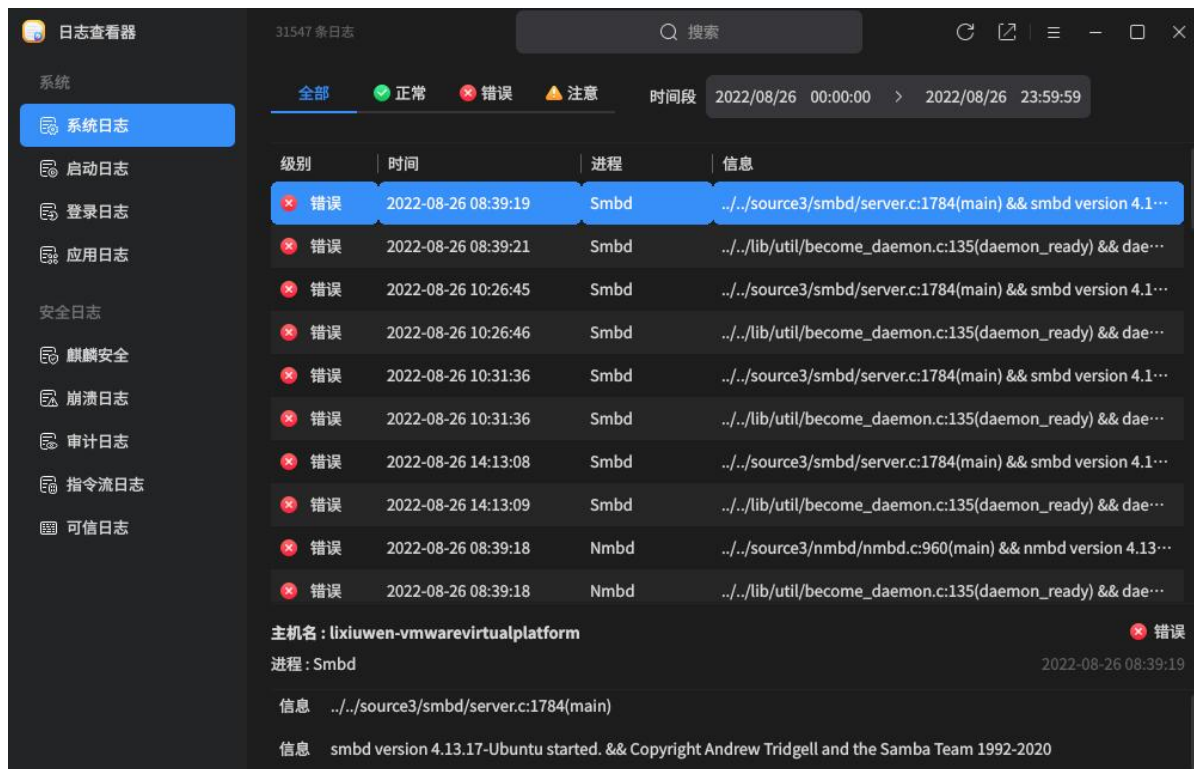 日志查看器
31547 条日志
搜索
系统
系统日志
启动日志
登录日志
应用日志
安全日志
麒麟安全
崩溃日志
审计日志
指令流日志
可信日志
全部 正常 错误 注意 时间段 2022/08/26 00:00:00 > 2022/08/26 23:59:59
级别 时间 进程 信息
错误 2022-08-26 08:39:19 Smbd ../../source3/smbd/server.c:1784(main) && smbd version 4.1···
错误 2022-08-26 08:39:21 Smbd ../../lib/util/become_daemon.c:135(daemon_ready) && dae···
错误 2022-08-26 10:26:45 Smbd ../../source3/smbd/server.c:1784(main) && smbd version 4.1···
错误 2022-08-26 10:26:46 Smbd ../../lib/util/become_daemon.c:135(daemon_ready) && dae···
错误 2022-08-26 10:31:36 Smbd ../../source3/smbd/server.c:1784(main) && smbd version 4.1···
错误 2022-08-26 10:31:36 Smbd ../../lib/util/become_daemon.c:135(daemon_ready) && dae···
错误 2022-08-26 14:13:08 Smbd ../../source3/smbd/server.c:1784(main) && smbd version 4.1···
错误 2022-08-26 14:13:09 Smbd ../../lib/util/become_daemon.c:135(daemon_ready) && dae···
错误 2022-08-26 08:39:18 Nmbd ../../source3/nmbd/nmbd.c:960(main) && nmbd version 4.13···
错误 2022-08-26 08:39:18 Nmbd ../../lib/util/become_daemon.c:135(daemon_ready) && dae···
主机名 : lixiuwen-vmwarevirtualplatform 错误
进程 : Smbd 2022-08-26 08:39:19
信息 ../../source3/smbd/server.c:1784(main)
信息 smbd version 4.13.17-Ubuntu started. && Copyright Andrew Tridgell and the Samba Team 1992-2020